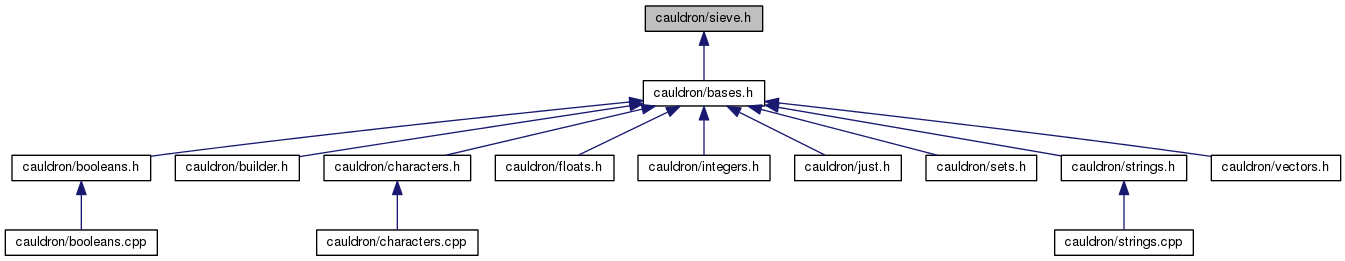 cauldron/sieve.h
cauldron/bases.h
cauldron/booleans.h
cauldron/builder.h
cauldron/characters.h
cauldron/floats.h
cauldron/integers.h
cauldron/just.h
cauldron/sets.h
cauldron/strings.h
cauldron/vectors.h
cauldron/booleans.cpp
cauldron/characters.cpp
cauldron/strings.cpp